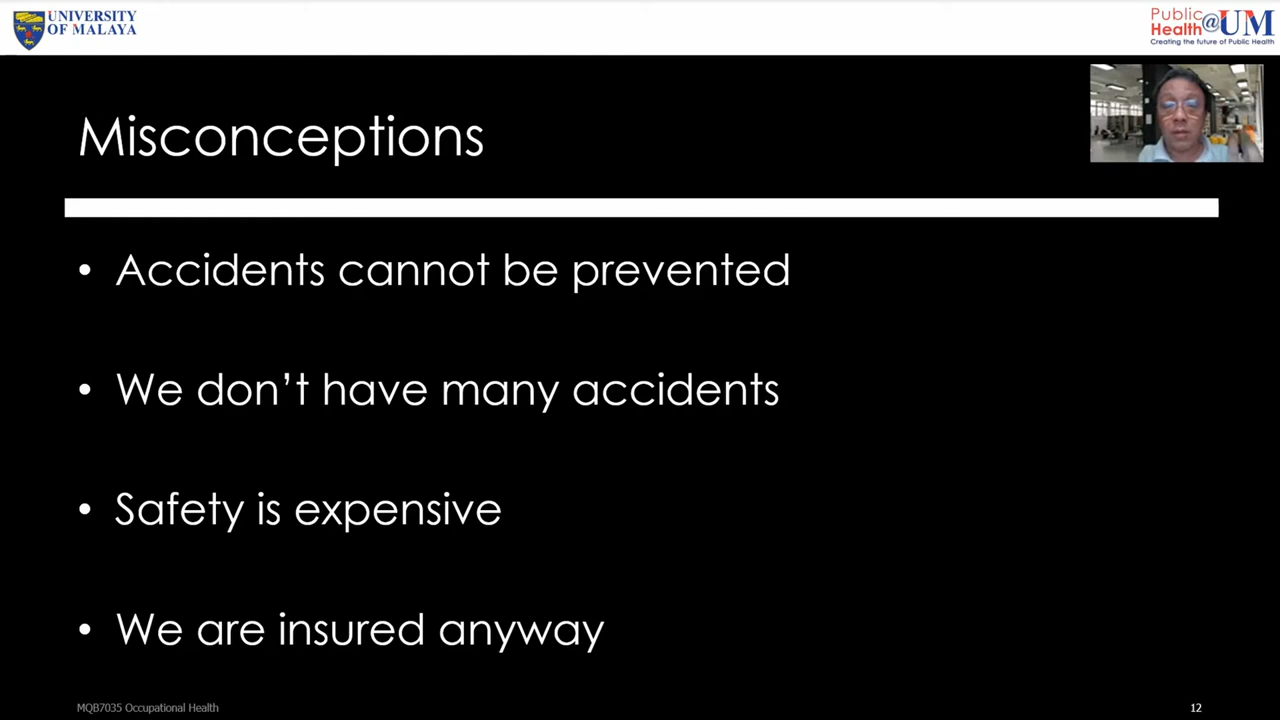 UNIVERSITY
OF MALAYA
Public
Health@UM
Creating the future of Public Health
Misconceptions
• Accidents cannot be prevented
• We don’t have many accidents
• Safety is expensive
• We are insured anyway
MQB7035 Occupational Health
12